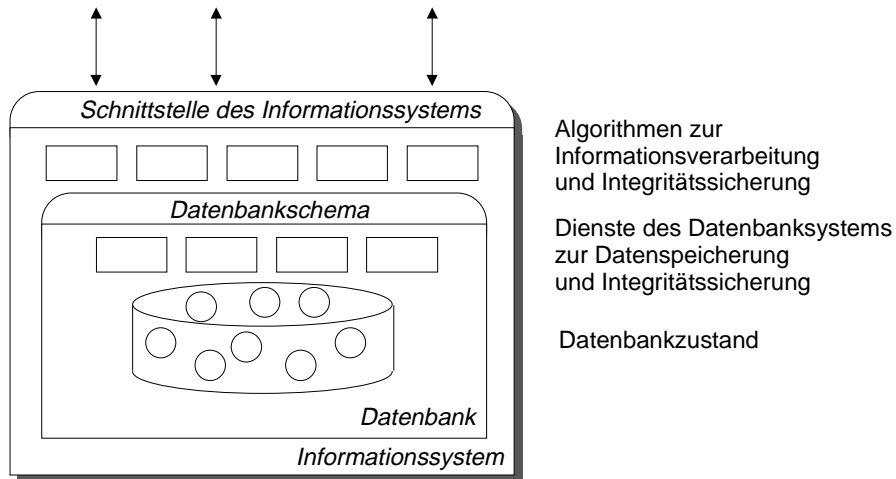 Schnittstelle des Informationssystems
Algorithmen zur
Informationsverarbeitung
und Integritätssicherung
Datenbankschema
Dienste des Datenbanksystems
zur Datenspeicherung
und Integritätssicherung
Datenbankzustand
Datenbank
Informationssystem